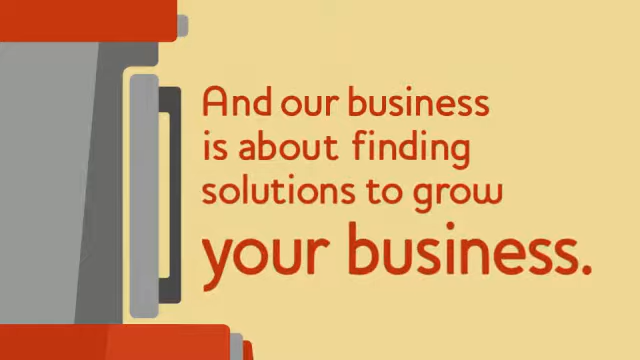 And our business
is about finding
solutions to grow
your business.